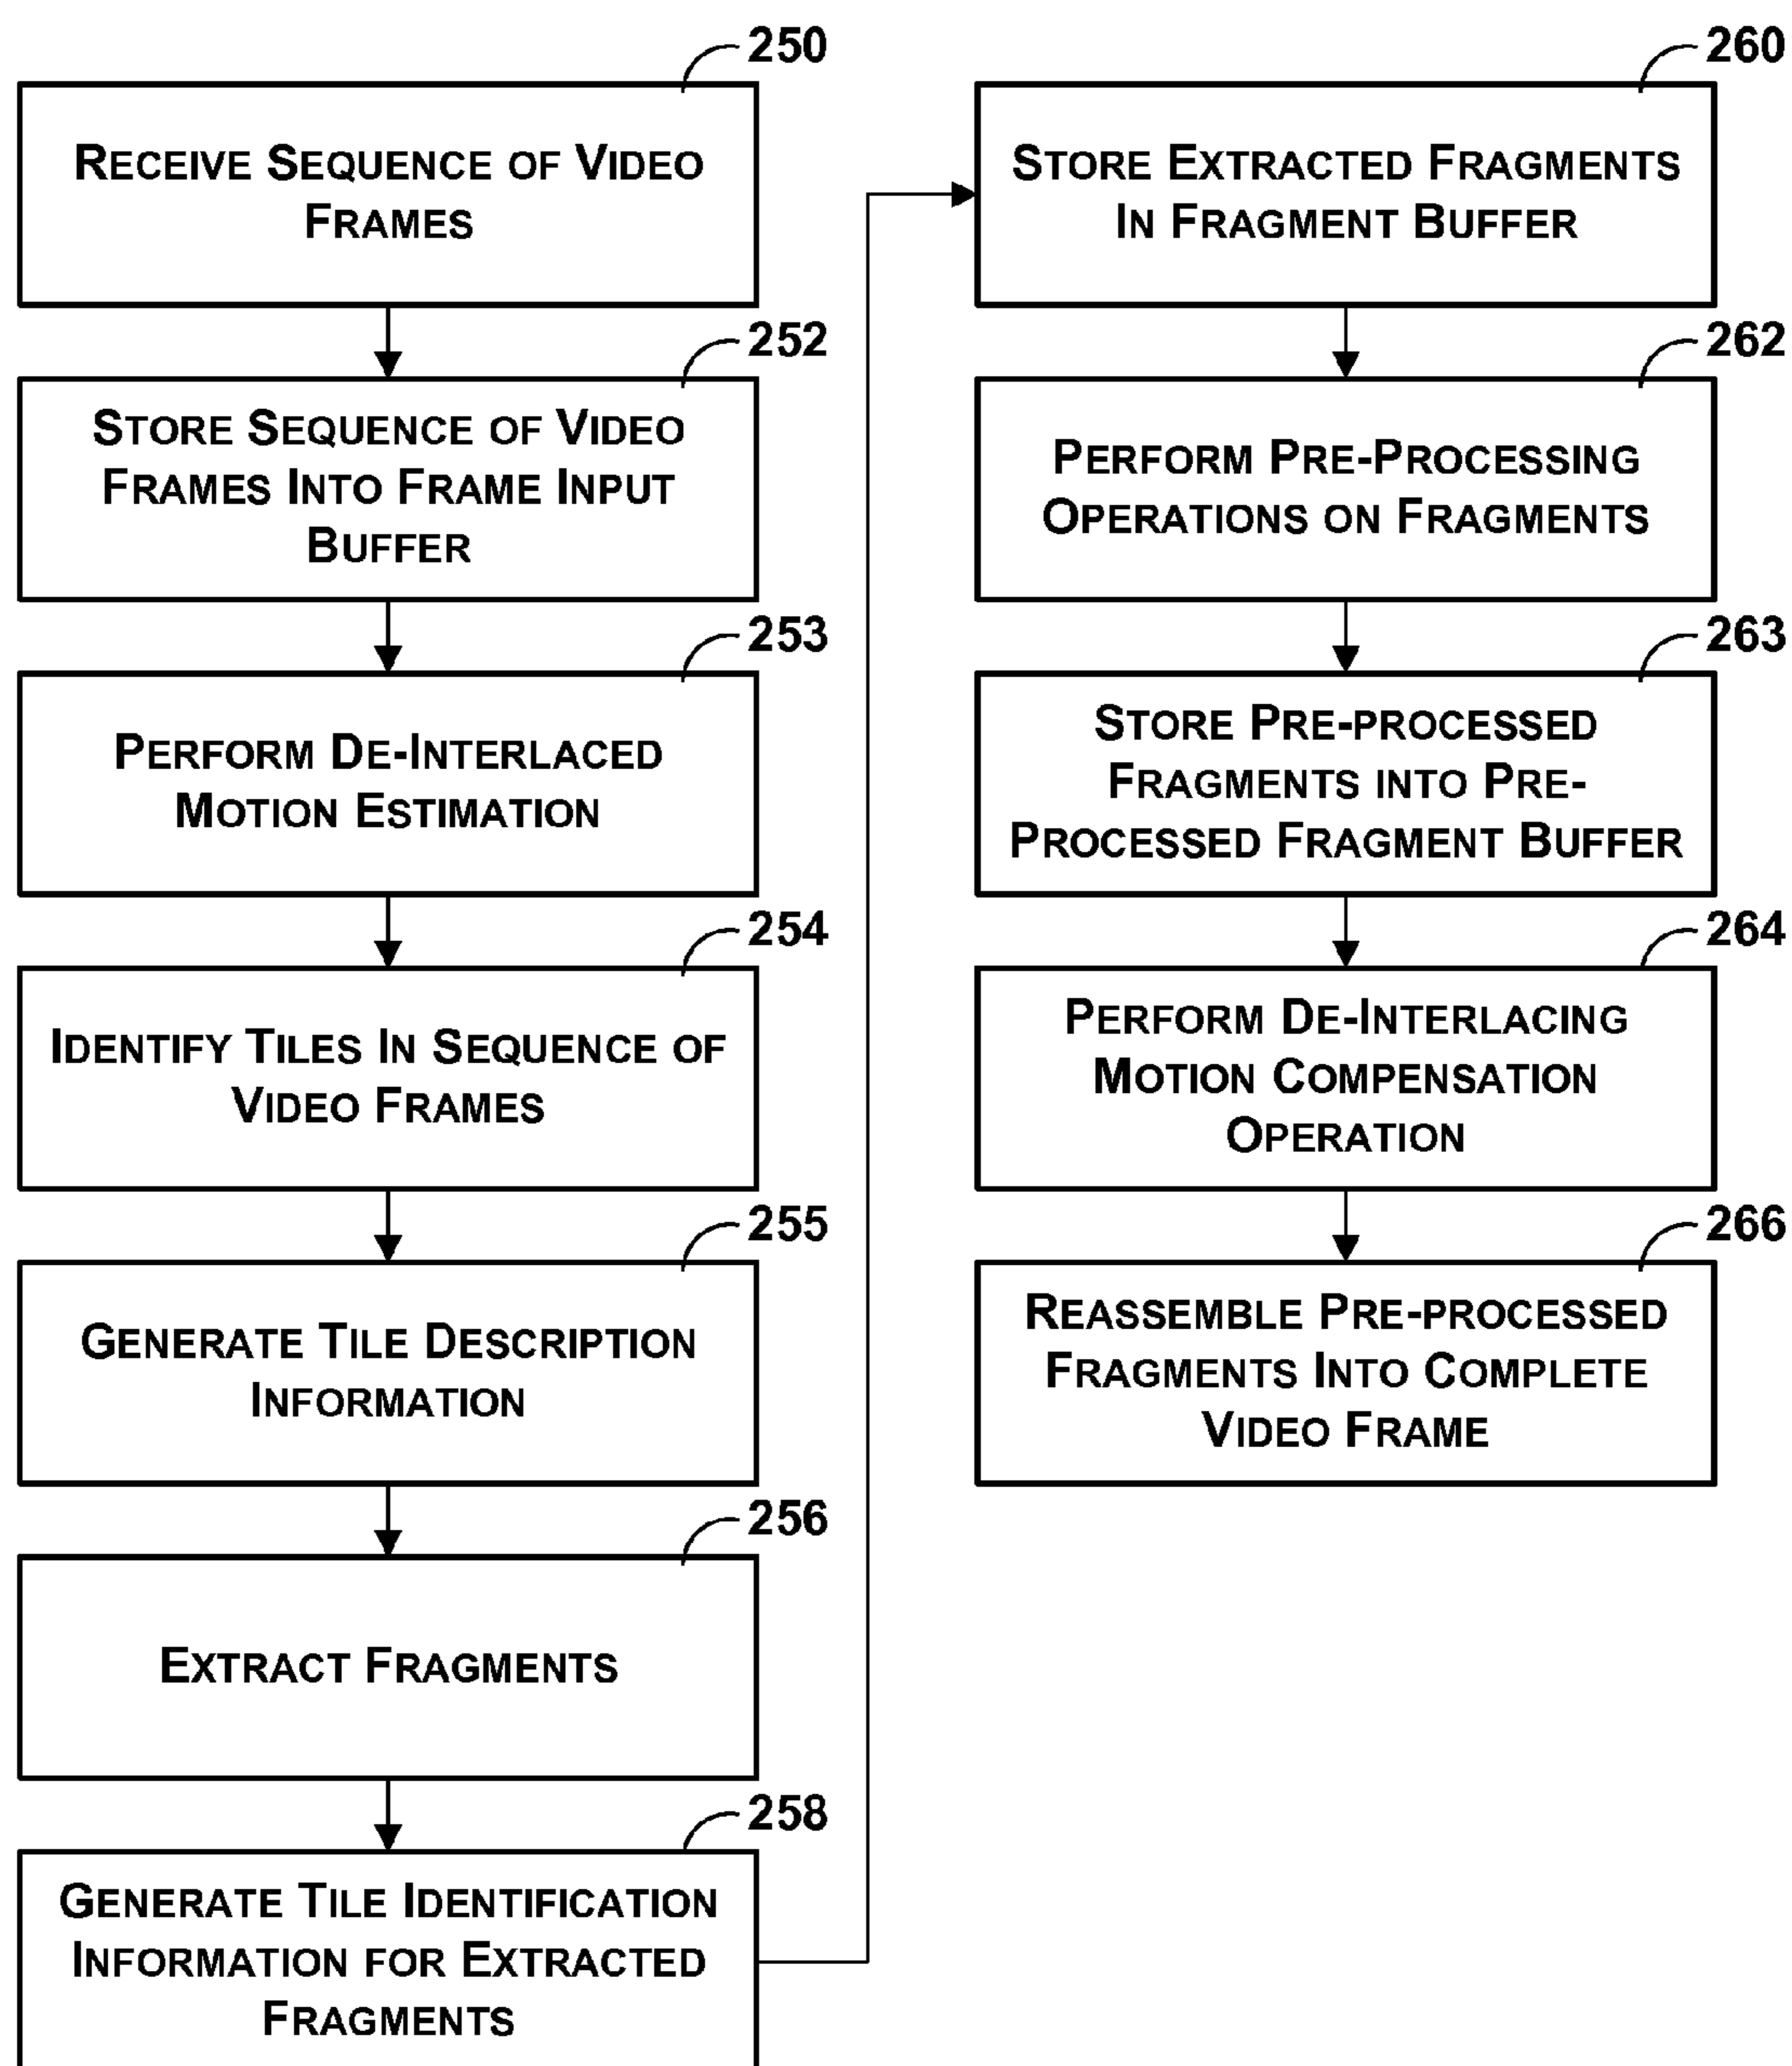 250
RECEIVE SEQUENCE OF VIDEO
FRAMES
252
STORE SEQUENCE OF VIDEO
FRAMES INTO FRAME INPUT
BUFFER
253
PERFORM DE-INTERLACED
MOTION ESTIMATION
254
IDENTIFY TILES IN SEQUENCE OF
VIDEO FRAMES
255
GENERATE TILE DESCRIPTION
INFORMATION
256
EXTRACT FRAGMENTS
258
GENERATE TILE IDENTIFICATION
INFORMATION FOR EXTRACTED
FRAGMENTS
260
STORE EXTRACTED FRAGMENTS
IN FRAGMENT BUFFER
262
PERFORM PRE-PROCESSING
OPERATIONS ON FRAGMENTS
263
STORE PRE-PROCESSED
FRAGMENTS INTO PRE-
PROCESSED FRAGMENT BUFFER
264
PERFORM DE-INTERLACING
MOTION COMPENSATION
OPERATION
266
REASSEMBLE PRE-PROCESSED
FRAGMENTS INTO COMPLETE
VIDEO FRAME